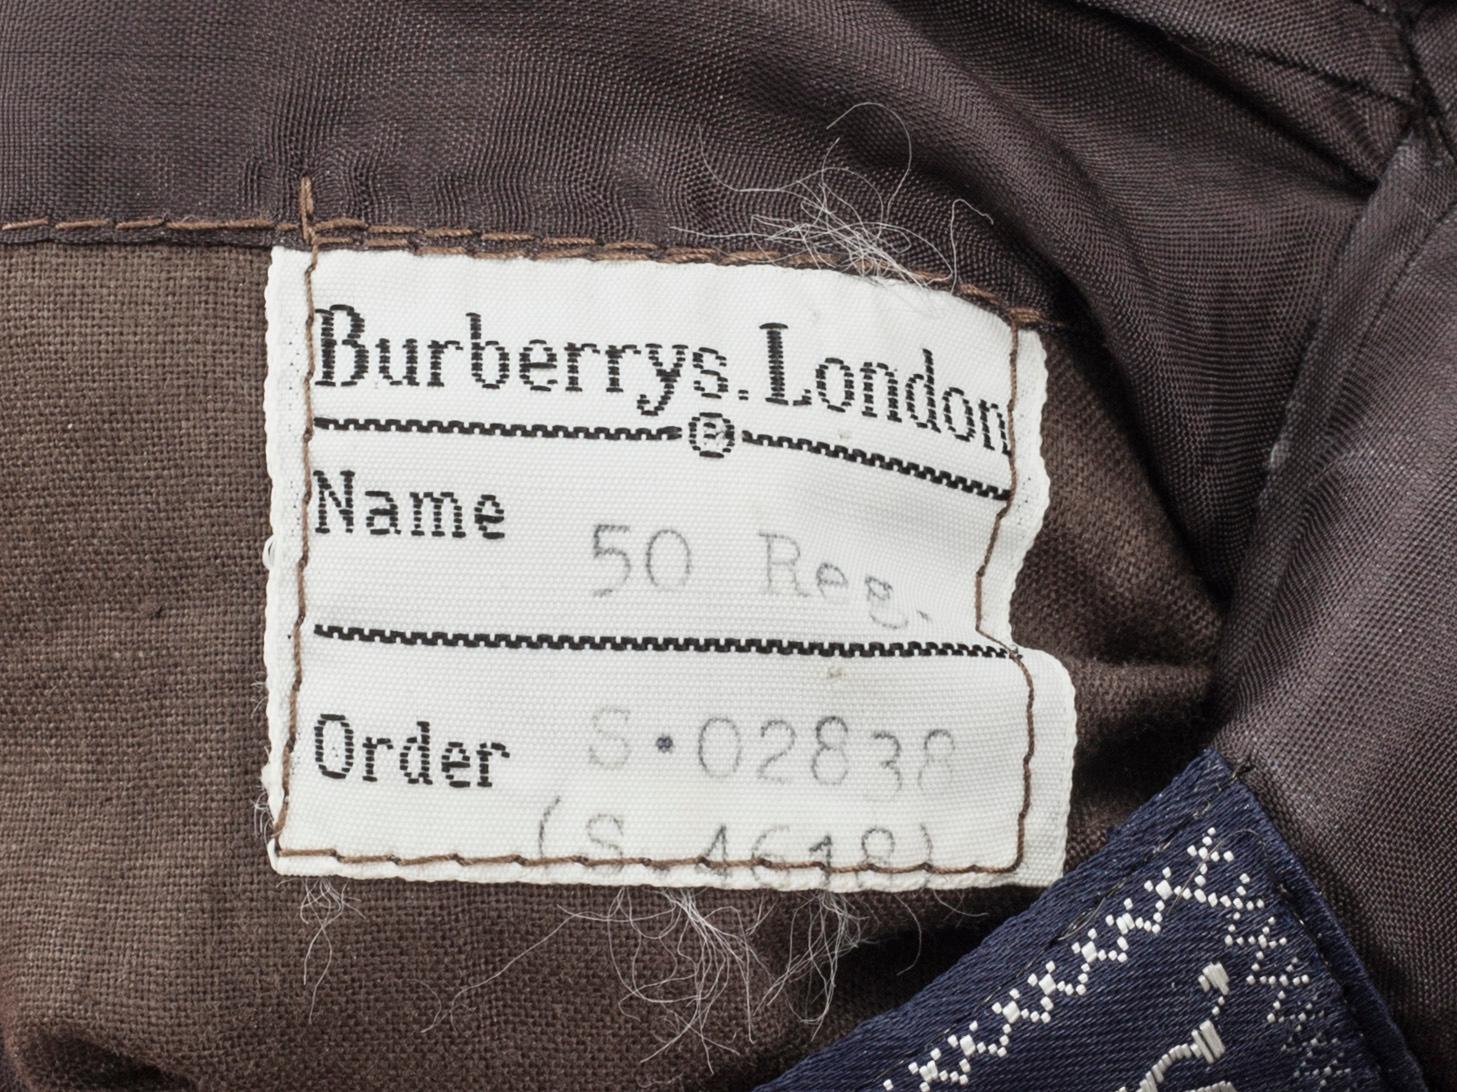 Burberrys. London
®
Name 50 Reg.
Order S·02838
(S.4618)